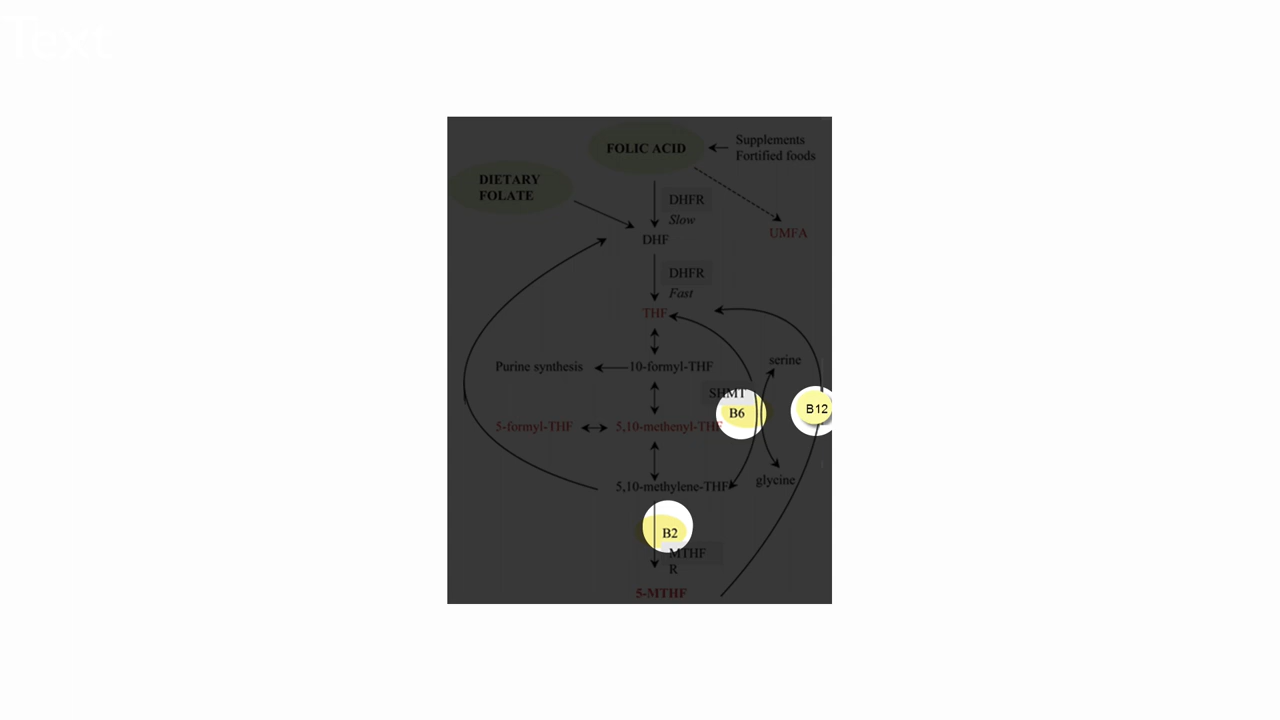 Text
FOLIC ACID
Supplements
Fortified foods
DIETARY
FOLATE
DHFR
Slow
UMFA
DHF
DHFR
Fast
THF
Purine synthesis
10-formyl-THF
serine
SHMT
B6
B12
5-formyl-THF
5,10-methenyl-THF
5,10-methylene-THF
glycine
B2
MTHF
R
5-MTHF